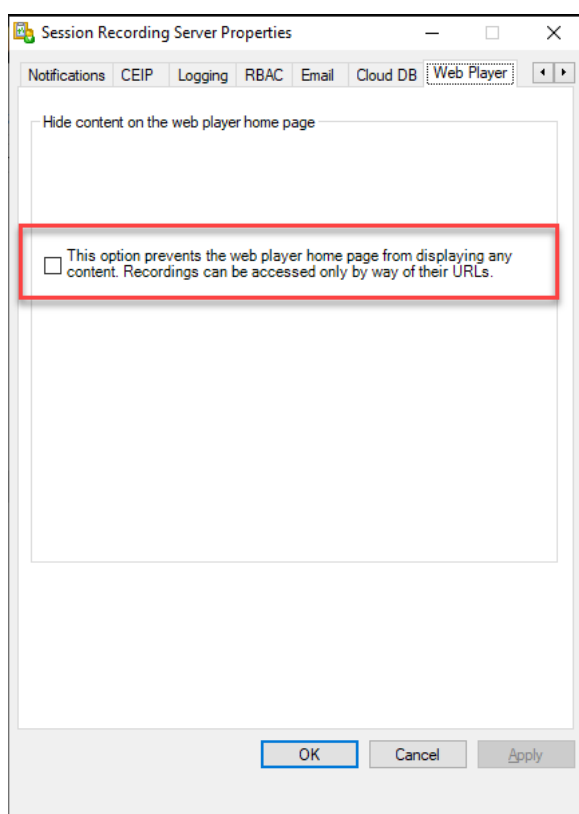 Session Recording Server Properties
Notifications CEIP Logging RBAC Email Cloud DB Web Player
Hide content on the web player home page
This option prevents the web player home page from displaying any
content. Recordings can be accessed only by way of their URLs.
OK Cancel Apply